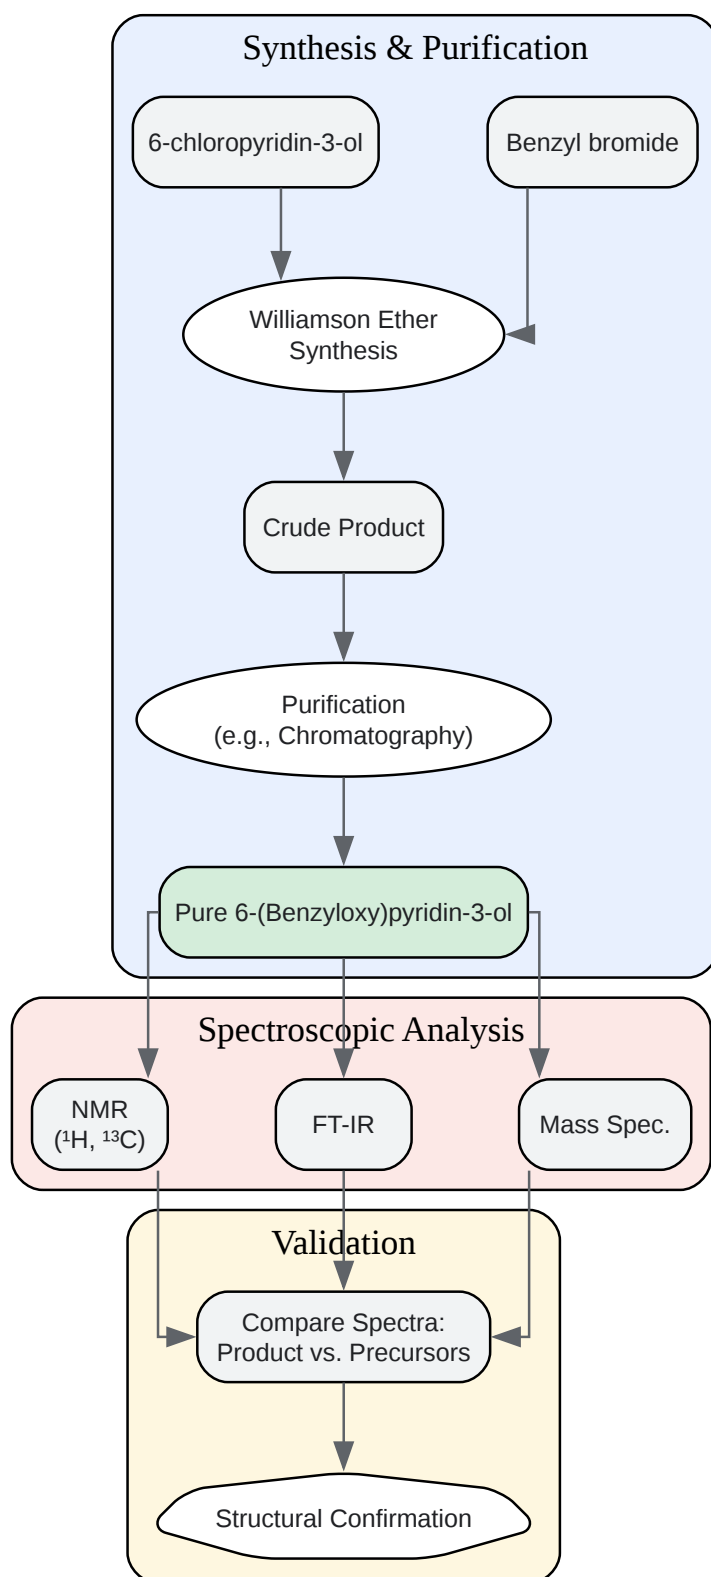 Synthesis & Purification
6-chloropyridin-3-ol
Benzyl bromide
Williamson Ether
Synthesis
Crude Product
Purification
(e.g., Chromatography)
Pure 6-(Benzyloxy)pyridin-3-ol
Spectroscopic Analysis
NMR
(¹H, ¹³C)
FT-IR
Mass Spec.
Validation
Compare Spectra:
Product vs. Precursors
Structural Confirmation